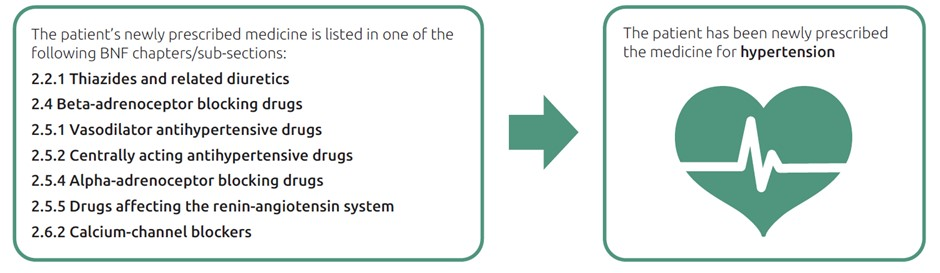 The patient's newly prescribed medicine is listed in one of the
following BNF chapters/sub-sections:
2.2.1 Thiazides and related diuretics
2.4 Beta-adrenoceptor blocking drugs
2.5.1 Vasodilator antihypertensive drugs
2.5.2 Centrally acting antihypertensive drugs
2.5.4 Alpha-adrenoceptor blocking drugs
2.5.5 Drugs affecting the renin-angiotensin system
2.6.2 Calcium-channel blockers
The patient has been newly prescribed
the medicine for hypertension